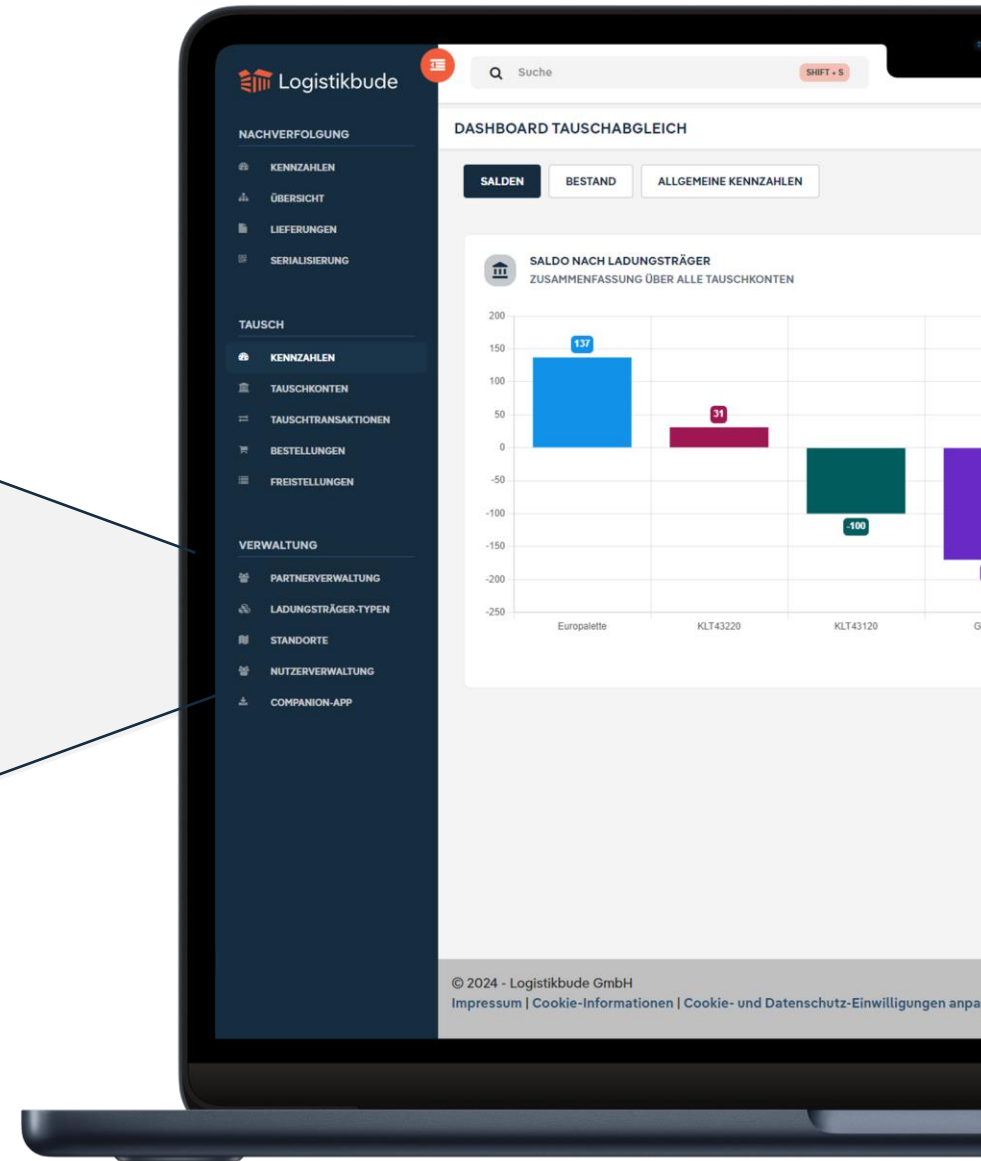 Logistikbude
Suche
SHIFT + S
NACHVERFOLGUNG
KENNZAHLEN
ÜBERSICHT
LIEFERUNGEN
SERIALISIERUNG
TAUSCH
KENNZAHLEN
TAUSCHKONTEN
TAUSCHTRANSAKTIONEN
BESTELLUNGEN
FREISTELLUNGEN
VERWALTUNG
PARTNERVERWALTUNG
LADUNGSTRÄGER-TYPEN
STANDORTE
NUTZERVERWALTUNG
COMPANION-APP
DASHBOARD TAUSCHABGLEICH
SALDEN BESTAND ALLGEMEINE KENNZAHLEN
SALDO NACH LADUNGSTRÄGER
ZUSAMMENFASSUNG ÜBER ALLE TAUSCHKONTEN
200
150
100
50
0
-50
-100
-150
-200
-250
137
31
-100
Europalette KLT43220 KLT43120 G
© 2024 - Logistikbude GmbH
Impressum | Cookie-Informationen | Cookie- und Datenschutz-Einwilligungen anpa